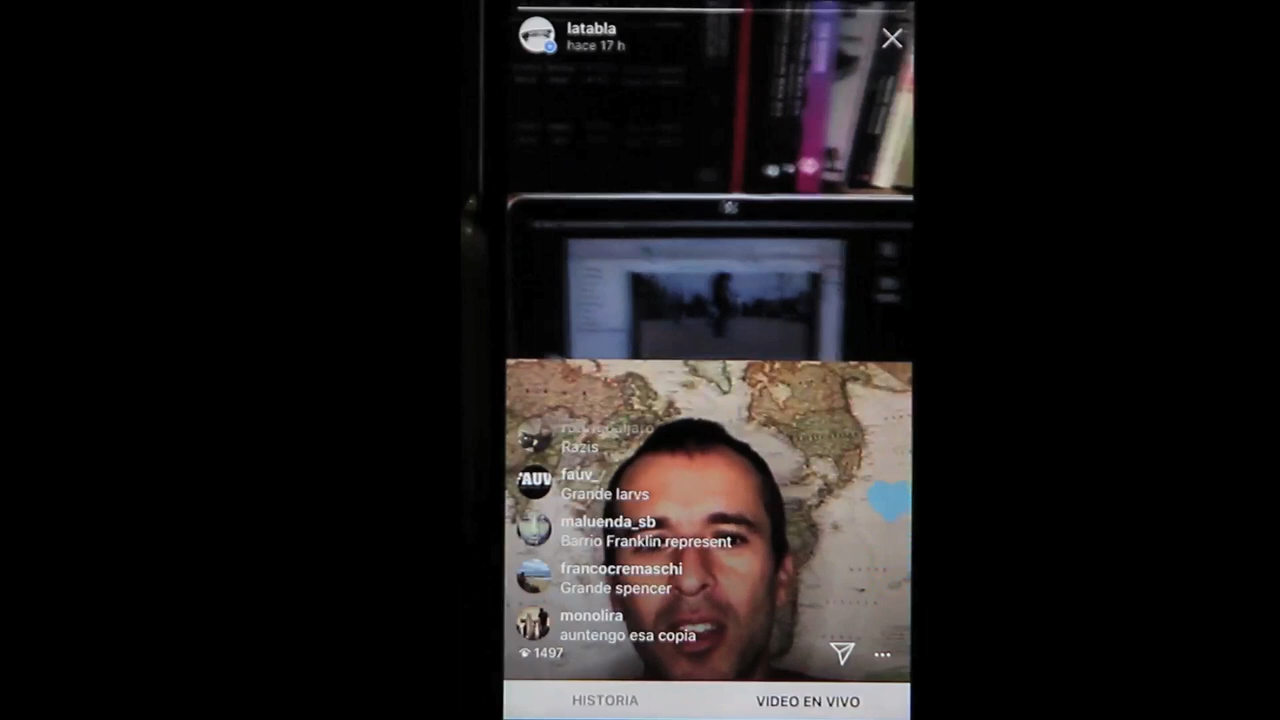 latabla
hace 17 h
Razis
FAUV
fauv_
Grande larvs
maluenda_sb
Barrio Franklin represent
francocremaschi
Grande spencer
monolira
auntengo esa copia
1497
HISTORIA
VIDEO EN VIVO